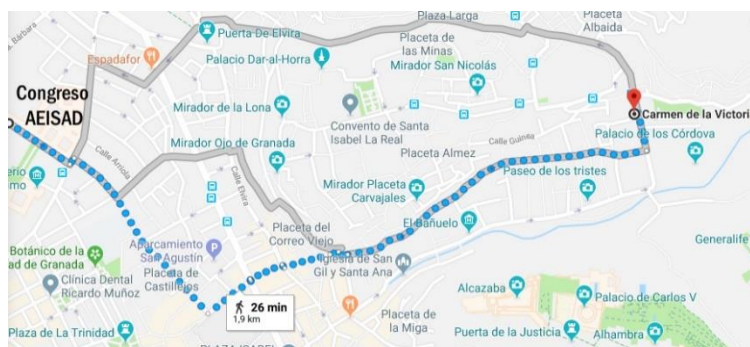 Bárbara
Plaza Larga
Placeta
Albaida
Puerta De Elvira
Placeta de
las Minas
Espadafor
Palacio Dar-al-Horra
Mirador San Nicolás
Congreso
AEISAD
Mirador de la Lona
Carmen de la Victori
Convento de Santa
Isabel La Real
Calle Guinea
Palacio de los Córdova
Mirador Ojo de Granada
Placeta Almez
Paseo de los tristes
Calle Elvira
Mirador Placeta
Carvajales
El Bañuelo
Placeta del
Correo Viejo
Generalife
Botánico de la
ad de Granada
Aparcamiento
San Agustín
Iglesia de San
Gil y Santa Ana
Clínica Dental
Ricardo Muñoz
Placeta de
Castillejos
Alcazaba
Palacio de Carlos V
26 min
1,9 km
Placeta de
la Miga
Plaza de La Trinidad
Puerta de la Justicia
Alhambra